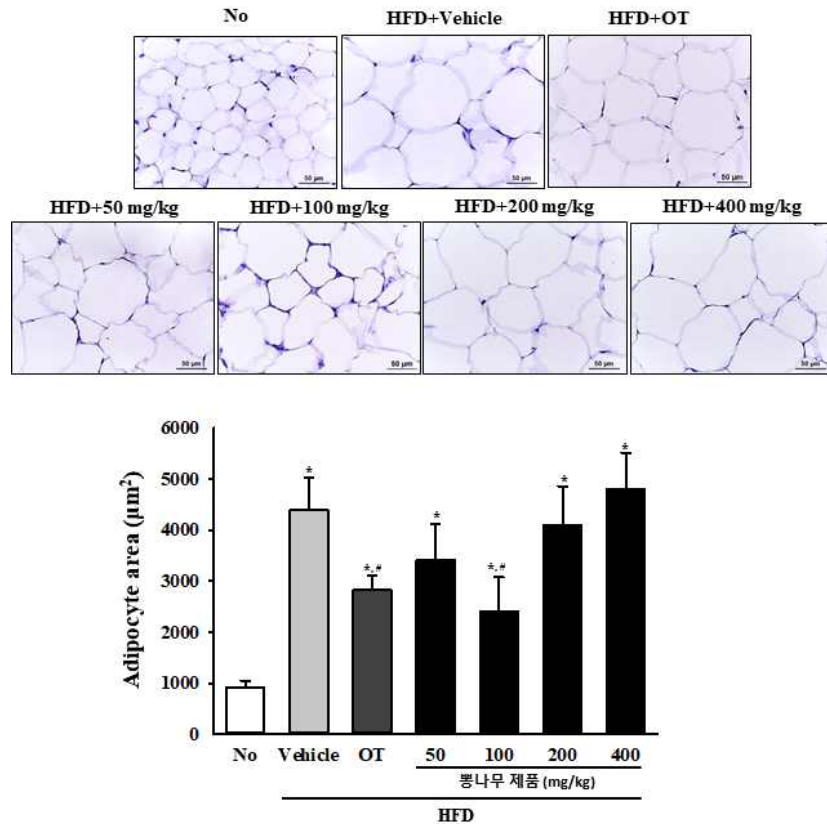 No HFD+Vehicle HFD+OT
50 μm 50 μm 50 μm
HFD+50 mg/kg HFD+100 mg/kg HFD+200 mg/kg HFD+400 mg/kg
50 μm 50 μm 50 μm 50 μm
Adipocyte area (μm²)
6000
5000
4000
3000
2000
1000
0
* *,# * *,# * *
No Vehicle OT 50 100 200 400
뽕나무 제품 (mg/kg)
HFD